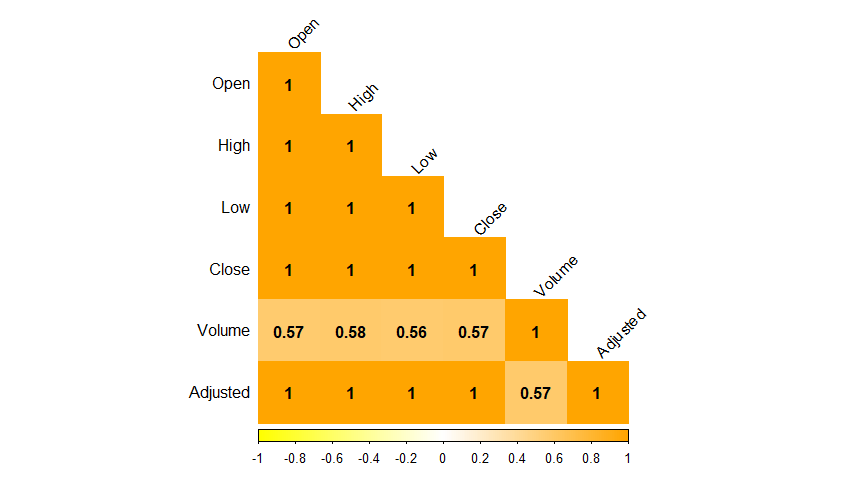 Open
Open 1
High
High 1 1
Low
Low 1 1 1
Close
Close 1 1 1 1
Volume
Volume 0.57 0.58 0.56 0.57 1
Adjusted
Adjusted 1 1 1 1 0.57 1
-1 -0.8 -0.6 -0.4 -0.2 0 0.2 0.4 0.6 0.8 1